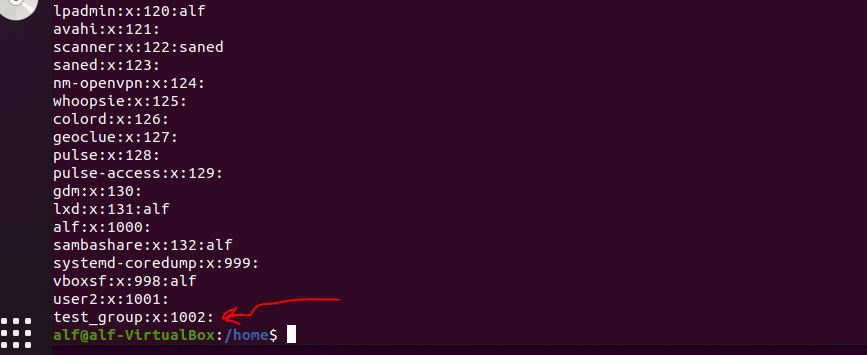 lpadmin:x:120:alf
avahi:x:121:
scanner:x:122:saned
saned:x:123:
nm-openvpn:x:124:
whoopsie:x:125:
colord:x:126:
geoclue:x:127:
pulse:x:128:
pulse-access:x:129:
gdm:x:130:
lxd:x:131:alf
alf:x:1000:
sambashare:x:132:alf
systemd-coredump:x:999:
vboxsf:x:998:alf
user2:x:1001:
test_group:x:1002:
alf@alf-VirtualBox:/home$